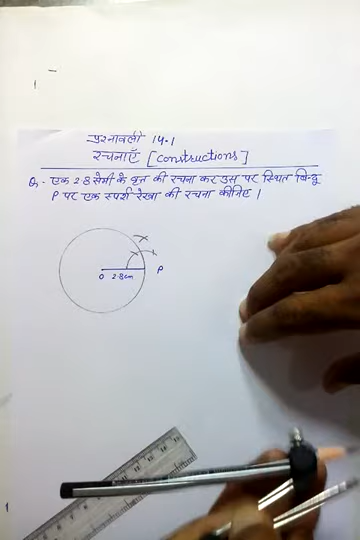 प्रश्नावली 14.1
रचनाएँ [constructions]
Q.- एक 2.8 सेमी के वृत्त की रचना कर उस पर स्थित बिन्दु
P पर एक स्पर्श रेखा की रचना कीजिए ।
O 2.8cm P